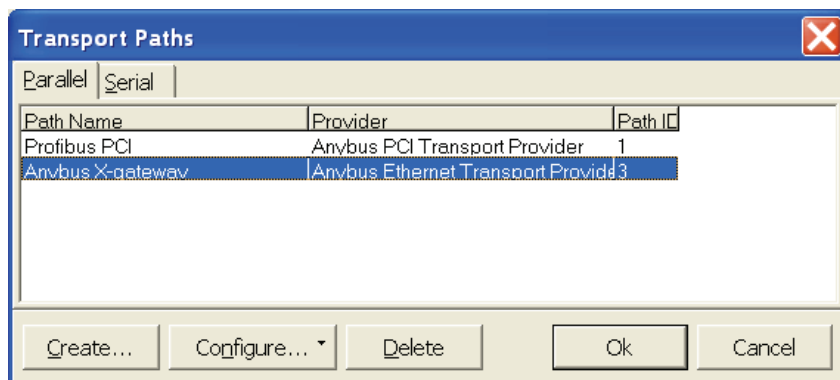 Transport Paths
Parallel Serial
Path Name Provider Path ID
Profibus PCI Anybus PCI Transport Provider 1
Anybus X-gateway Anybus Ethernet Transport Provide 3
Create... Configure... Delete Ok Cancel